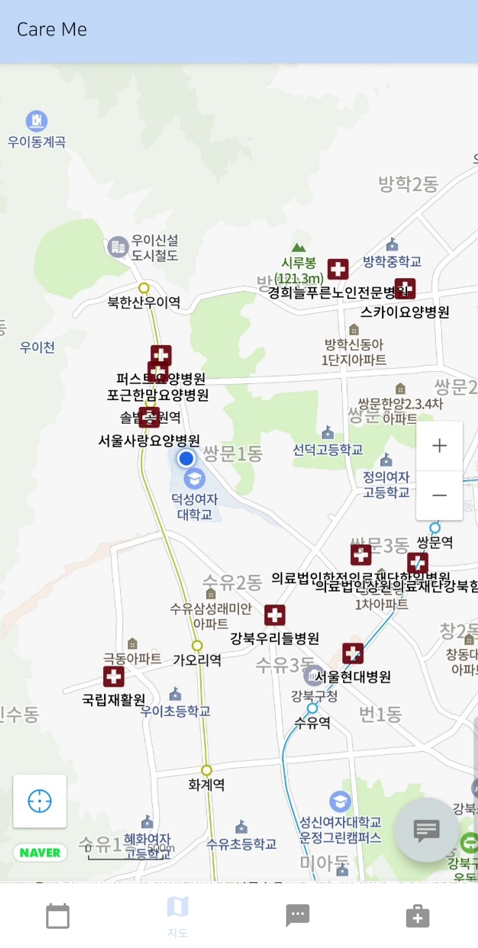 Care Me
우이동계곡
방학2동
우이신설
도시철도
시루봉
(121.3m)
방학중학교
경희늘푸른노인전문병원
북한산우이역
스카이요양병원
우이천
방학신동아
1단지아파트
퍼스트요양병원
포근한맘요양병원
쌍문한양2.3.4차
아파트
쌍문2
솔밭공원역
서울사랑요양병원
쌍문1동
선덕고등학교
정의여자
고등학교
덕성여자
대학교
+
−
쌍문역
쌍문3동
수유2동
1차아파트
수유삼성래미안
아파트
강북우리들병원
창2동
극동아파트
가오리역
수유3동
서울현대병원
국립재활원
우이초등학교
강북구청
수유역
번1동
화계역
성신여자대학교
운정그린캠퍼스
혜화여자
고등학교
수유초등학교
미아동
NAVER
지도